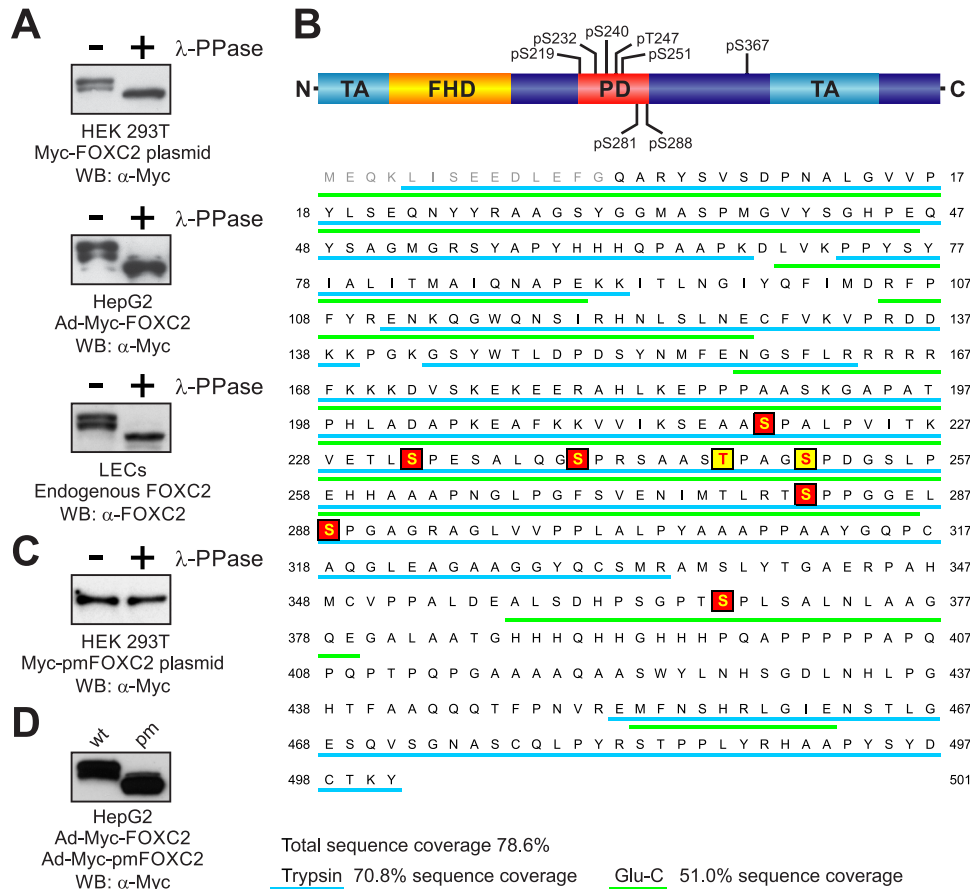 A
- + λ-PPase
HEK 293T
Myc-FOXC2 plasmid
WB: α-Myc
HepG2
Ad-Myc-FOXC2
WB: α-Myc
- + λ-PPase
LECs
Endogenous FOXC2
WB: α-FOXC2
C
- + λ-PPase
HEK 293T
Myc-pmFOXC2 plasmid
WB: α-Myc
D
wt pm
HepG2
Ad-Myc-FOXC2
Ad-Myc-pmFOXC2
WB: α-Myc
B
pS240
pS232 pT247
pS219 pS251 pS367
N TA FHD PD TA C
pS281 pS288
M E Q K L I S E E D L E F G Q A R Y S V S D P N A L G V V P 17
18 Y L S E Q N Y Y R A A G S Y G G M A S P M G V Y S G H P E Q 47
48 Y S A G M G R S Y A P Y H H H Q P A A P K D L V K P P Y S Y 77
78 I A L I T M A I Q N A P E K K I T L N G I Y Q F I M D R F P 107
108 F Y R E N K Q G W Q N S I R H N L S L N E C F V K V P R D D 137
138 K K P G K G S Y W T L D P D S Y N M F E N G S F L R R R R R 167
168 F K K K D V S K E K E E R A H L K E P P P A A S K G A P A T 197
198 P H L A D A P K E A F K K V V I K S E A A S P A L P V I T K 227
228 V E T L S P E S A L Q G S P R S A A S T P A G S P D G S L P 257
258 E H H A A A P N G L P G F S V E N I M T L R T S P P G G E L 287
288 S P G A G R A G L V V P P L A L P Y A A A P P A A Y G Q P C 317
318 A Q G L E A G A A G G Y Q C S M R A M S L Y T G A E R P A H 347
348 M C V P P A L D E A L S D H P S G P T S P L S A L N L A A G 377
378 Q E G A L A A T G H H H Q H H G H H H P Q A P P P P P A P Q 407
408 P Q P T P Q P G A A A A Q A A S W Y L N H S G D L N H L P G 437
438 H T F A A Q Q Q T F P N V R E M F N S H R L G I E N S T L G 467
468 E S Q V S G N A S C Q L P Y R S T P P L Y R H A A P Y S Y D 497
498 C T K Y 501
Total sequence coverage 78.6%
Trypsin 70.8% sequence coverage Glu-C 51.0% sequence coverage